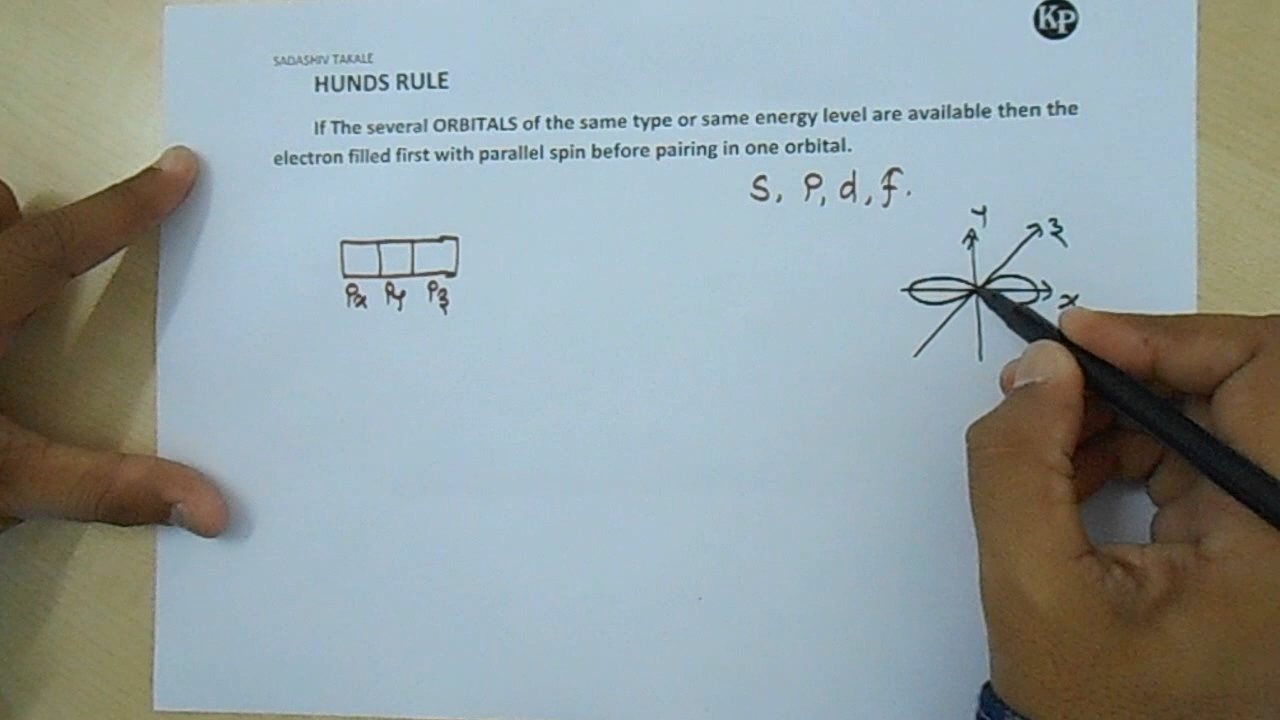 KP
SADASHIV TAKALE
HUNDS RULE
If The several ORBITALS of the same type or same energy level are available then the
electron filled first with parallel spin before pairing in one orbital.
S, P, d, f.
Y
z
x
Px Py Pz